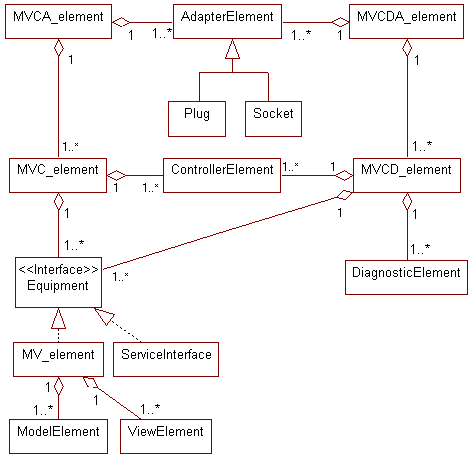 MVCA_element
AdapterElement
MVCDA_element
1
1..*
1..*
1
1
1
Plug
Socket
1..*
1..*
MVC_element
ControllerElement
MVCD_element
1
1..*
1..*
1
1
1
1
1..*
1..*
1..*
<<Interface>>
Equipment
DiagnosticElement
MV_element
ServiceInterface
1
1
1..*
1..*
ModelElement
ViewElement